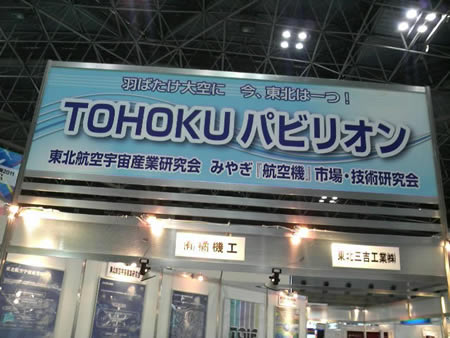 羽ばたけ大空に 今、東北は一つ！
TOHOKU パビリオン
東北航空宇宙産業研究会 みやぎ『航空機』市場・技術研究会
機工
東北三吉工業㈱